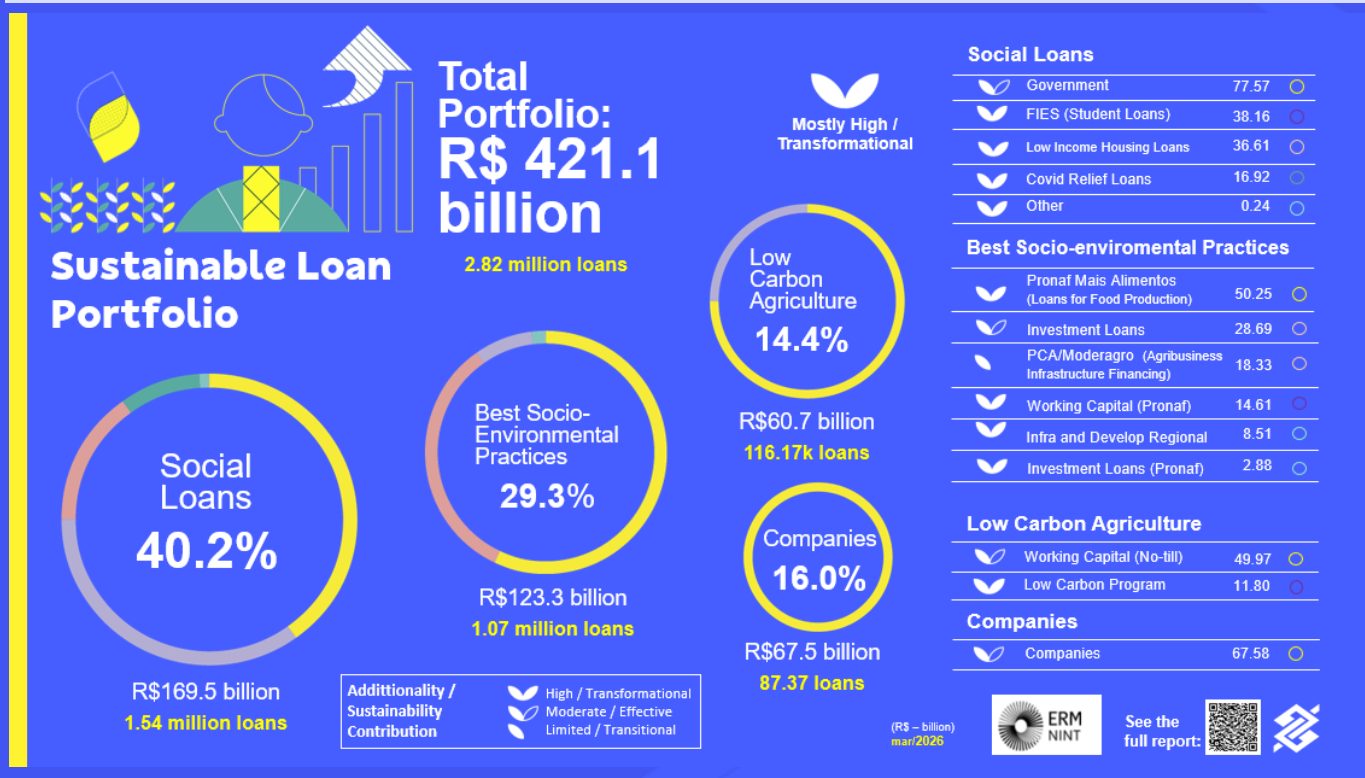 Sustainable Loan
Portfolio
Total
Portfolio:
R$ 421.1
billion
2.82 million loans
Mostly High /
Transformational
Social
Loans
40.2%
R$169.5 billion
1.54 million loans
Best Socio-
Environmental
Practices
29.3%
R$123.3 billion
1.07 million loans
Low
Carbon
Agriculture
14.4%
R$60.7 billion
116.17k loans
Companies
16.0%
R$67.5 billion
87.37 loans
Addittionality /
Sustainability
Contribution
High / Transformational
Moderate / Effective
Limited / Transitional
Social Loans
Government 77.57
FIES (Student Loans) 38.16
Low Income Housing Loans 36.61
Covid Relief Loans 16.92
Other 0.24
Best Socio-enviromental Practices
Pronaf Mais Alimentos
(Loans for Food Production) 50.25
Investment Loans 28.69
PCA/Moderagro (Agribusiness
Infrastructure Financing) 18.33
Working Capital (Pronaf) 14.61
Infra and Develop Regional 8.51
Investment Loans (Pronaf) 2.88
Low Carbon Agriculture
Working Capital (No-till) 49.97
Low Carbon Program 11.80
Companies
Companies 67.58
(R$ – billion)
mar/2026
ERM
NINT
See the
full report: